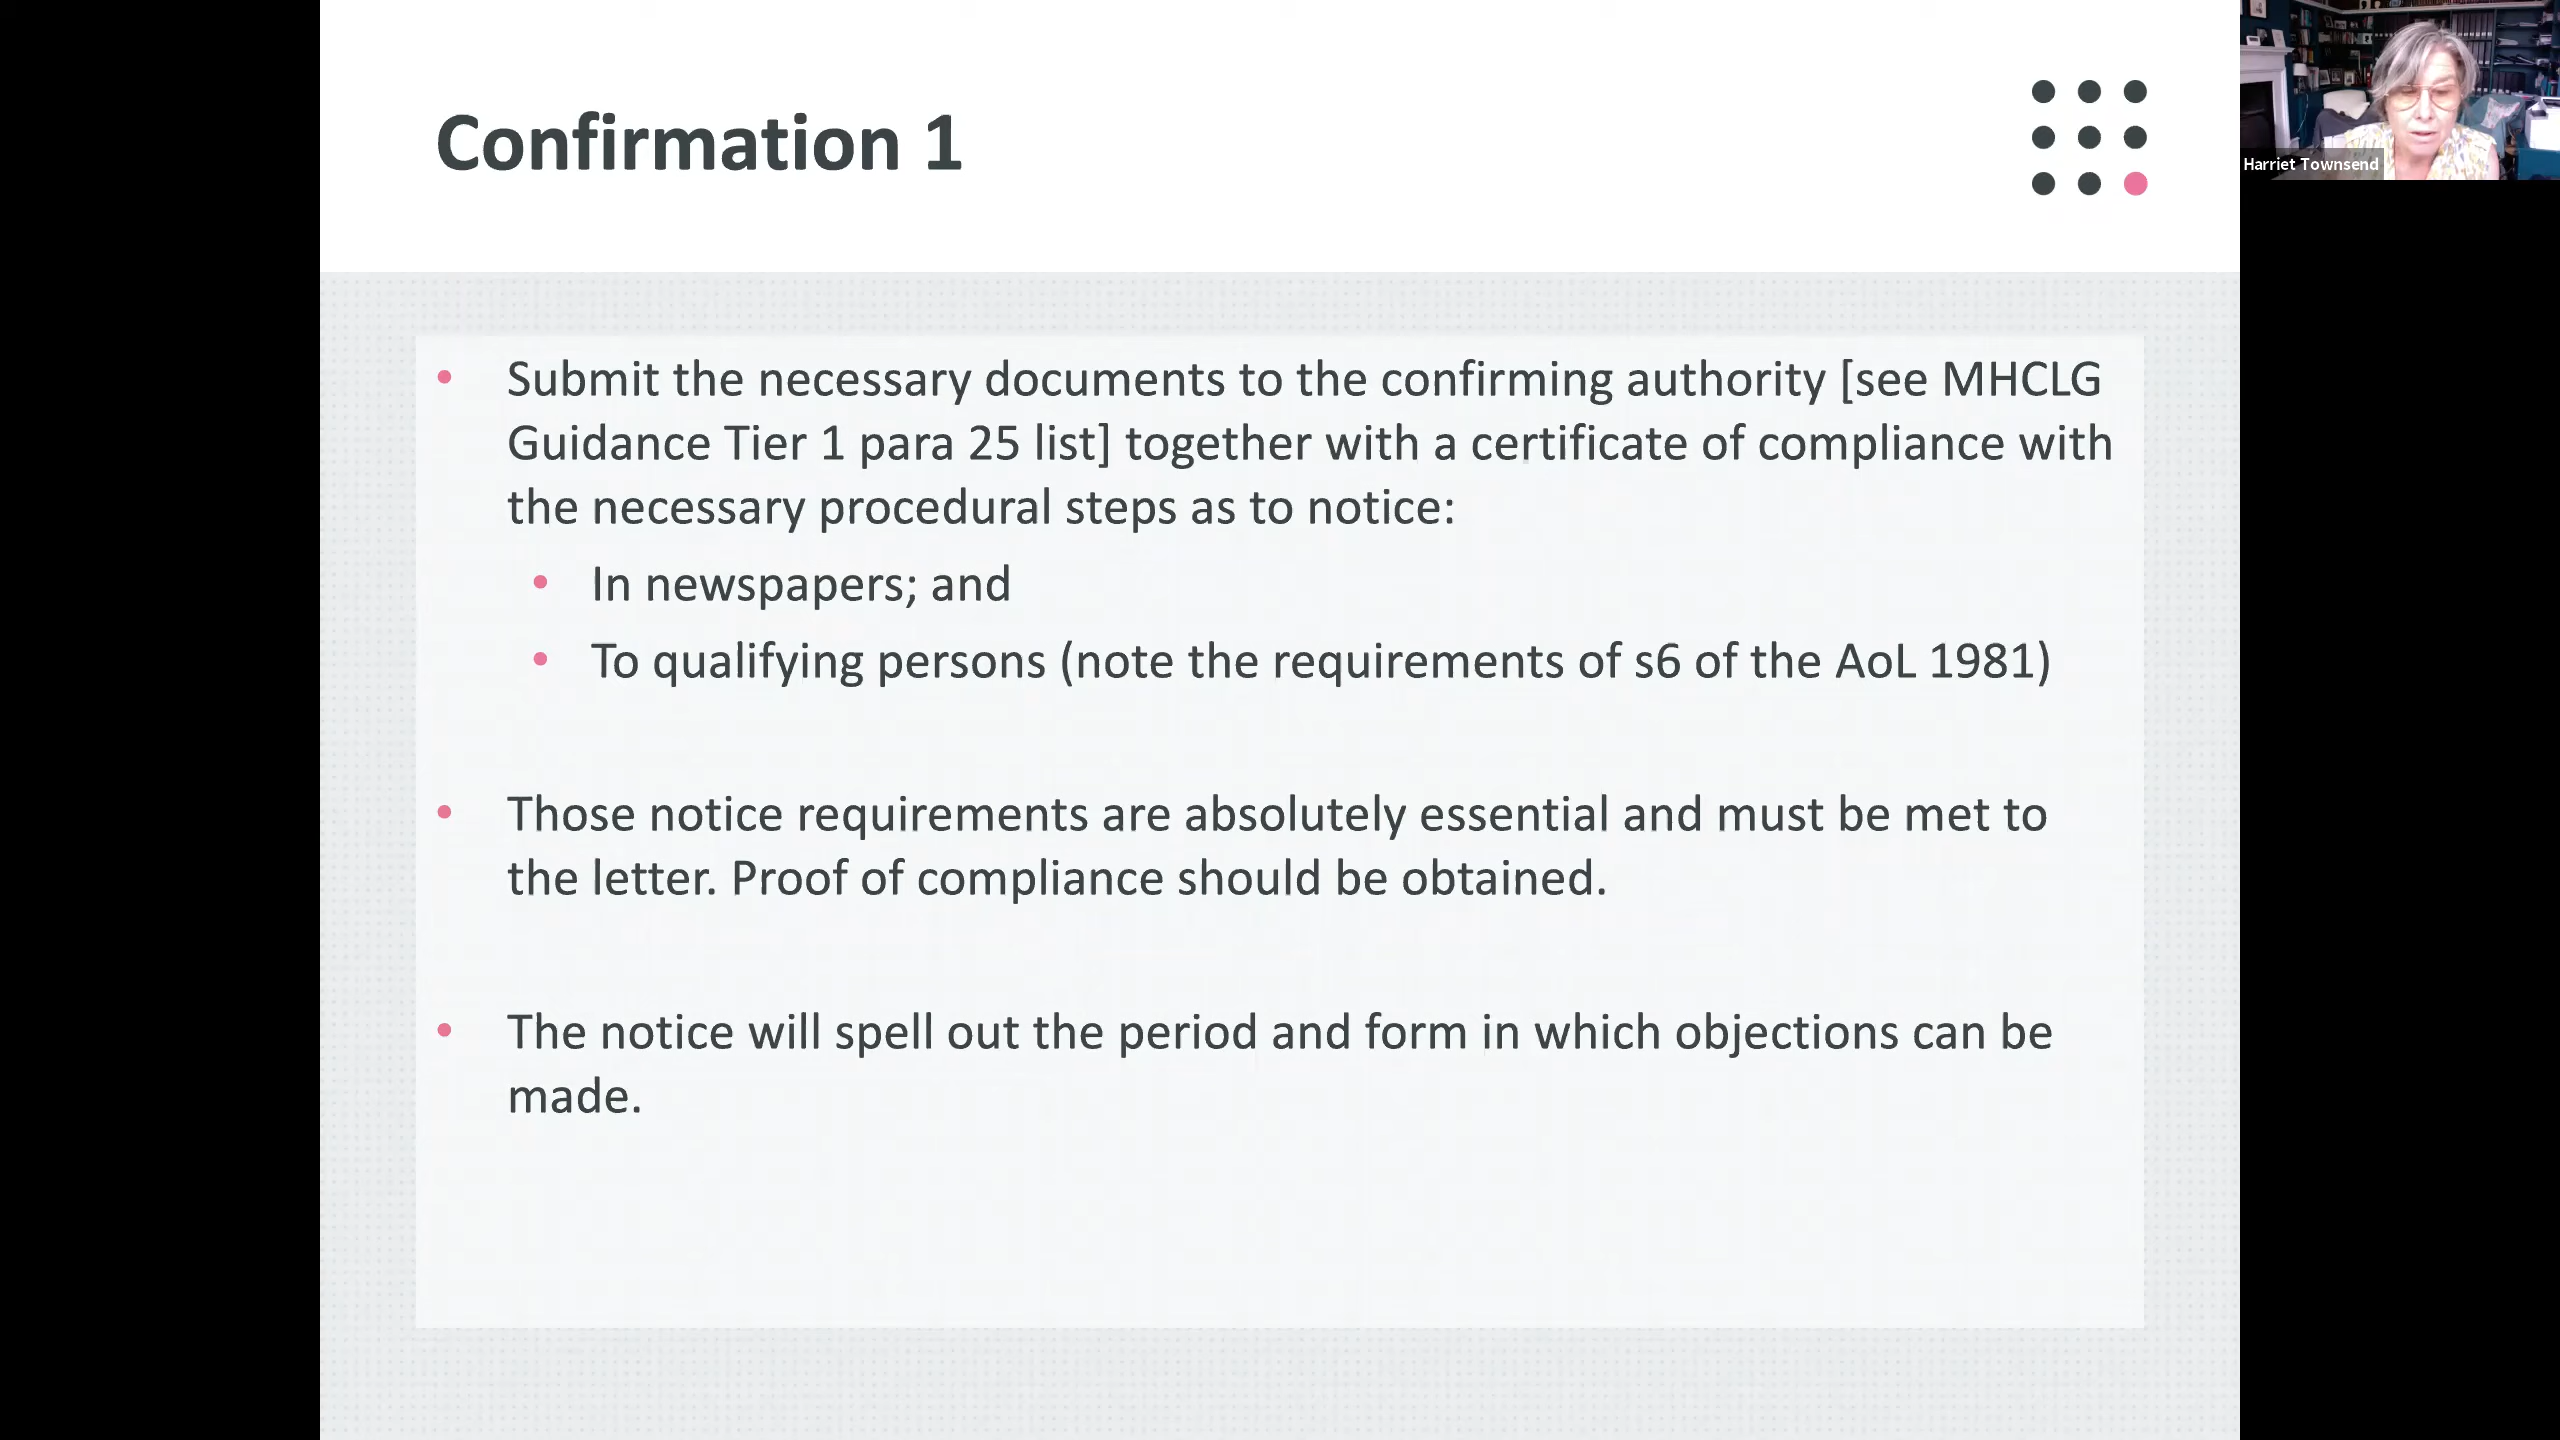 Confirmation 1
Harriet Townsend
• Submit the necessary documents to the confirming authority [see MHCLG
Guidance Tier 1 para 25 list] together with a certificate of compliance with
the necessary procedural steps as to notice:
• In newspapers; and
• To qualifying persons (note the requirements of s6 of the AoL 1981)
• Those notice requirements are absolutely essential and must be met to
the letter. Proof of compliance should be obtained.
• The notice will spell out the period and form in which objections can be
made.